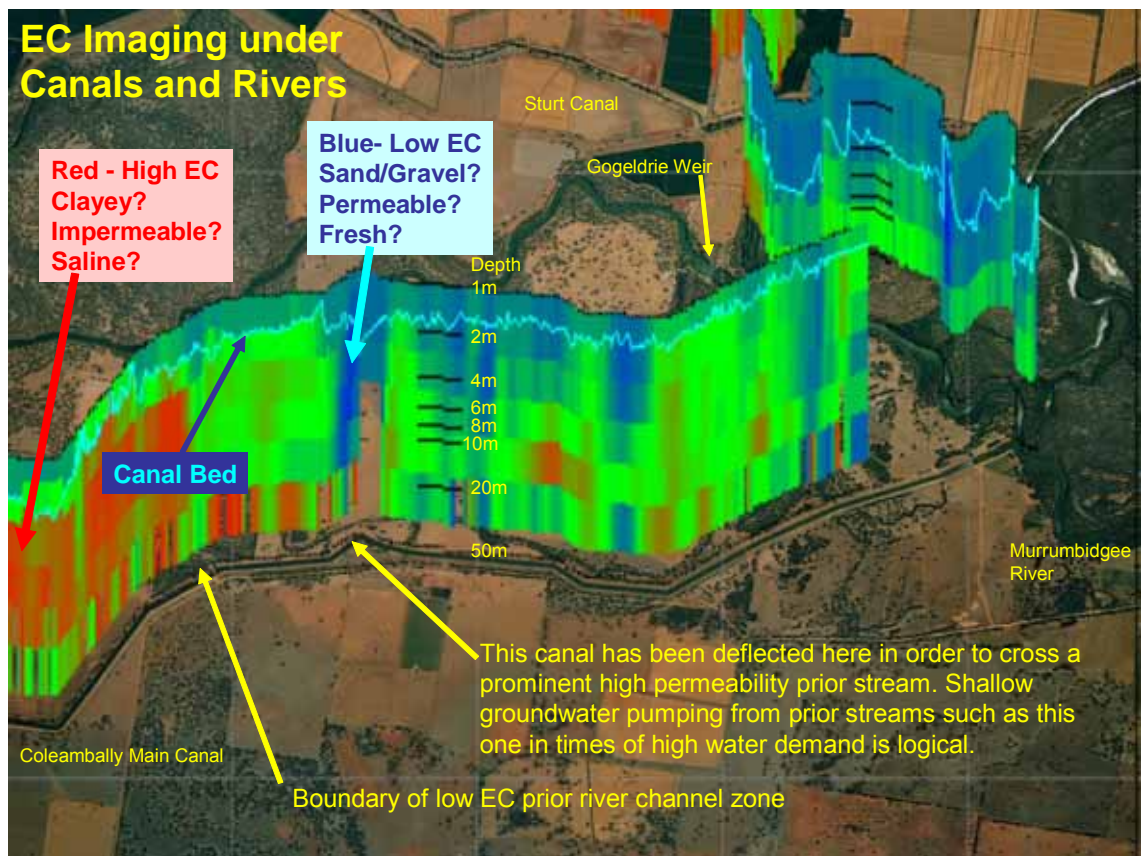 EC Imaging under
Canals and Rivers
Sturt Canal
Gogeldrie Weir
Red - High EC
Clayey?
Impermeable?
Saline?
Blue- Low EC
Sand/Gravel?
Permeable?
Fresh?
Depth
1m
2m
4m
6m
8m
10m
20m
50m
Canal Bed
Murrumbidgee
River
This canal has been deflected here in order to cross a
prominent high permeability prior stream. Shallow
groundwater pumping from prior streams such as this
one in times of high water demand is logical.
Coleambally Main Canal
Boundary of low EC prior river channel zone